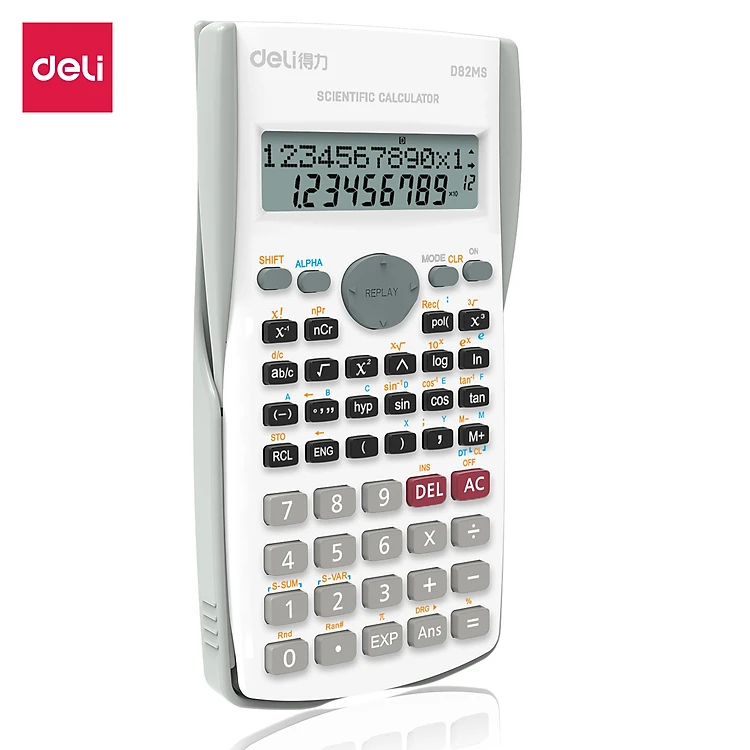 deli
deli得力
D82MS
SCIENTIFIC CALCULATOR
D
1234567890x1
1.23456789 x10 12
SHIFT ALPHA MODE CLR ON
REPLAY
x! nPr Rec( : ³√
x⁻¹ nCr pol( x³
d/c x√ 10ˣ eˣ e
ab/c √ x² ^ log ln
A ← B C sin⁻¹ D cos⁻¹ E tan⁻¹ F
(−) °,,, hyp sin cos tan
STO ← X ; Y M− M
RCL ENG ( ) , M+
DT CL
INS OFF
7 8 9 DEL AC
4 5 6 X ÷
S-SUM S-VAR
1 2 3 + −
Rnd Ran# π DRG ▶ %
0 • EXP Ans =